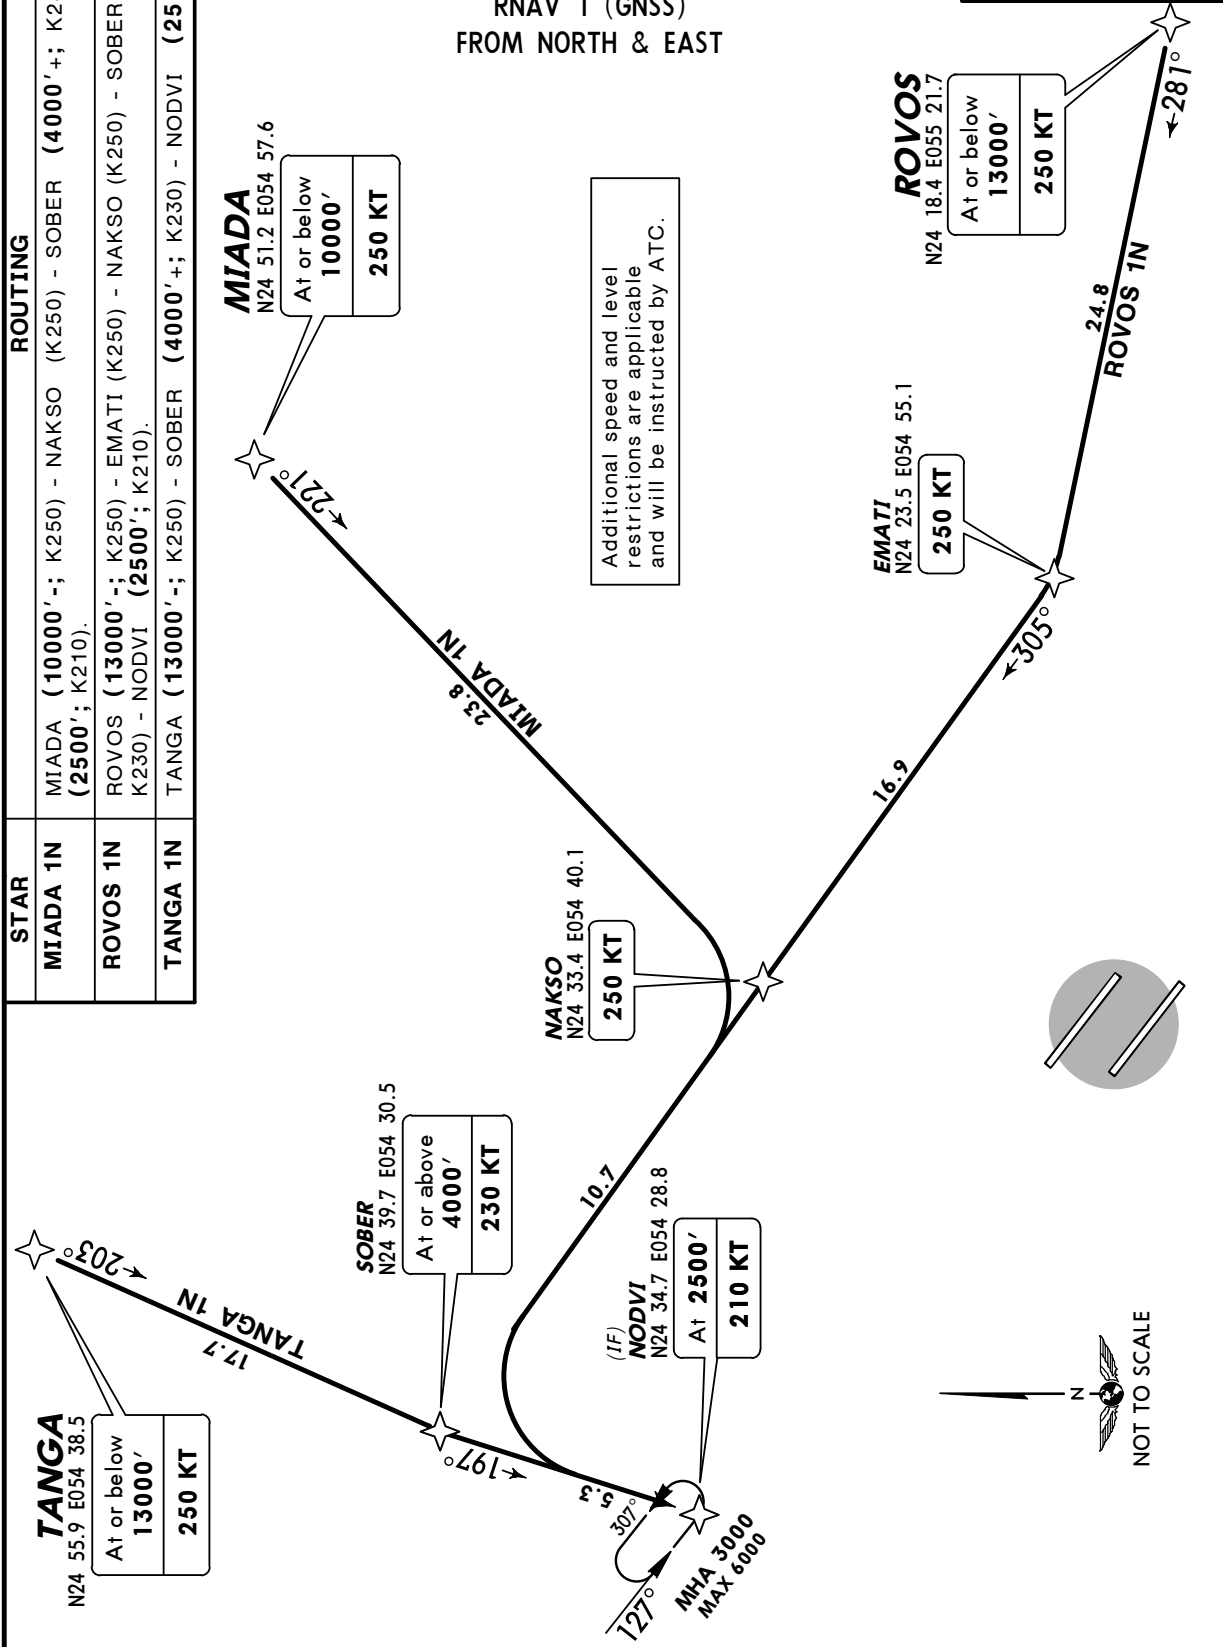 RNAV 1 (GNSS)
FROM NORTH & EAST
STAR
ROUTING
MIADA 1N
MIADA (10000'-; K250) - NAKSO (K250) - SOBER (4000'+; K2
(2500'; K210).
ROVOS 1N
ROVOS (13000'-; K250) - EMATI (K250) - NAKSO (K250) - SOBER
K230) - NODVI (2500'; K210).
TANGA 1N
TANGA (13000'-; K250) - SOBER (4000'+; K230) - NODVI (25
MIADA
N24 51.2 E054 57.6
At or below
10000'
250 KT
221°
MIADA 1N
23.8
Additional speed and level
restrictions are applicable
and will be instructed by ATC.
ROVOS
N24 18.4 E055 21.7
At or below
13000'
250 KT
281°
24.8
ROVOS 1N
EMATI
N24 23.5 E054 55.1
250 KT
305°
16.9
NAKSO
N24 33.4 E054 40.1
250 KT
10.7
TANGA
N24 55.9 E054 38.5
At or below
13000'
250 KT
203°
TANGA 1N
17.7
SOBER
N24 39.7 E054 30.5
At or above
4000'
230 KT
197°
5.3
(IF)
NODVI
N24 34.7 E054 28.8
At 2500'
210 KT
307°
127°
MHA 3000
MAX 6000
N
NOT TO SCALE